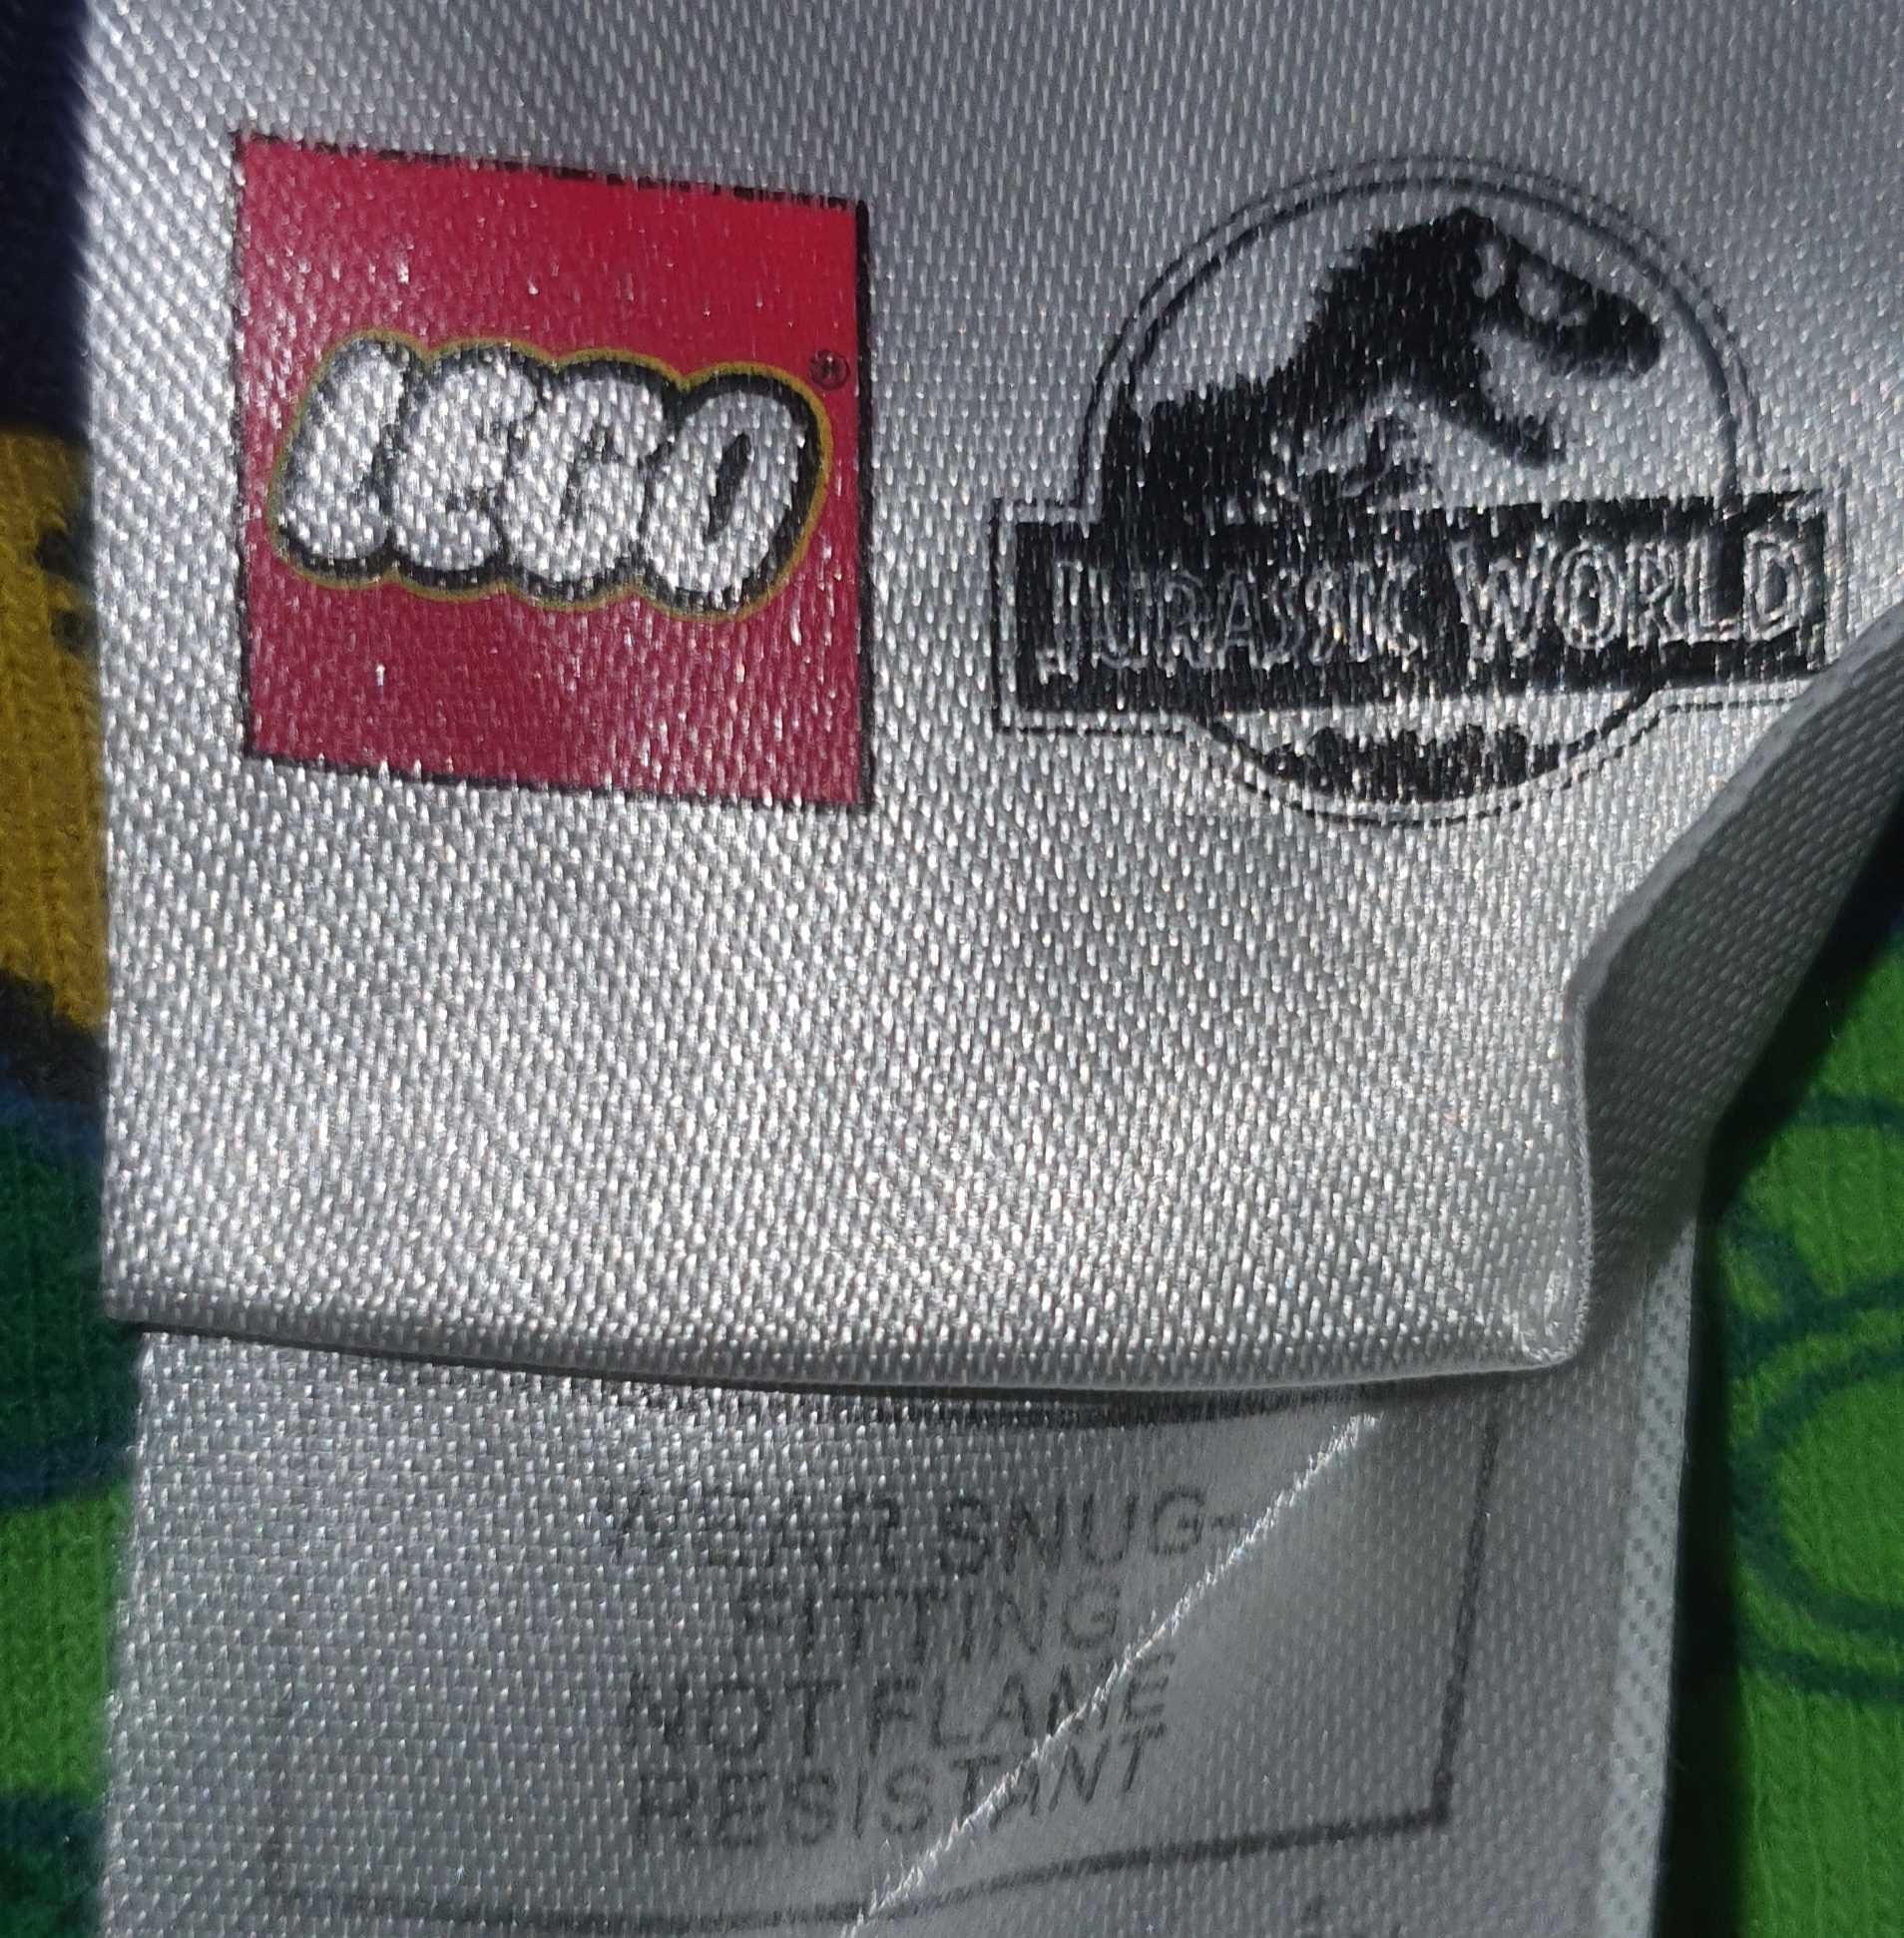 LEGO®
JURASSIC WORLD
WEAR SNUG-
FITTING
NOT FLAME
RESISTANT